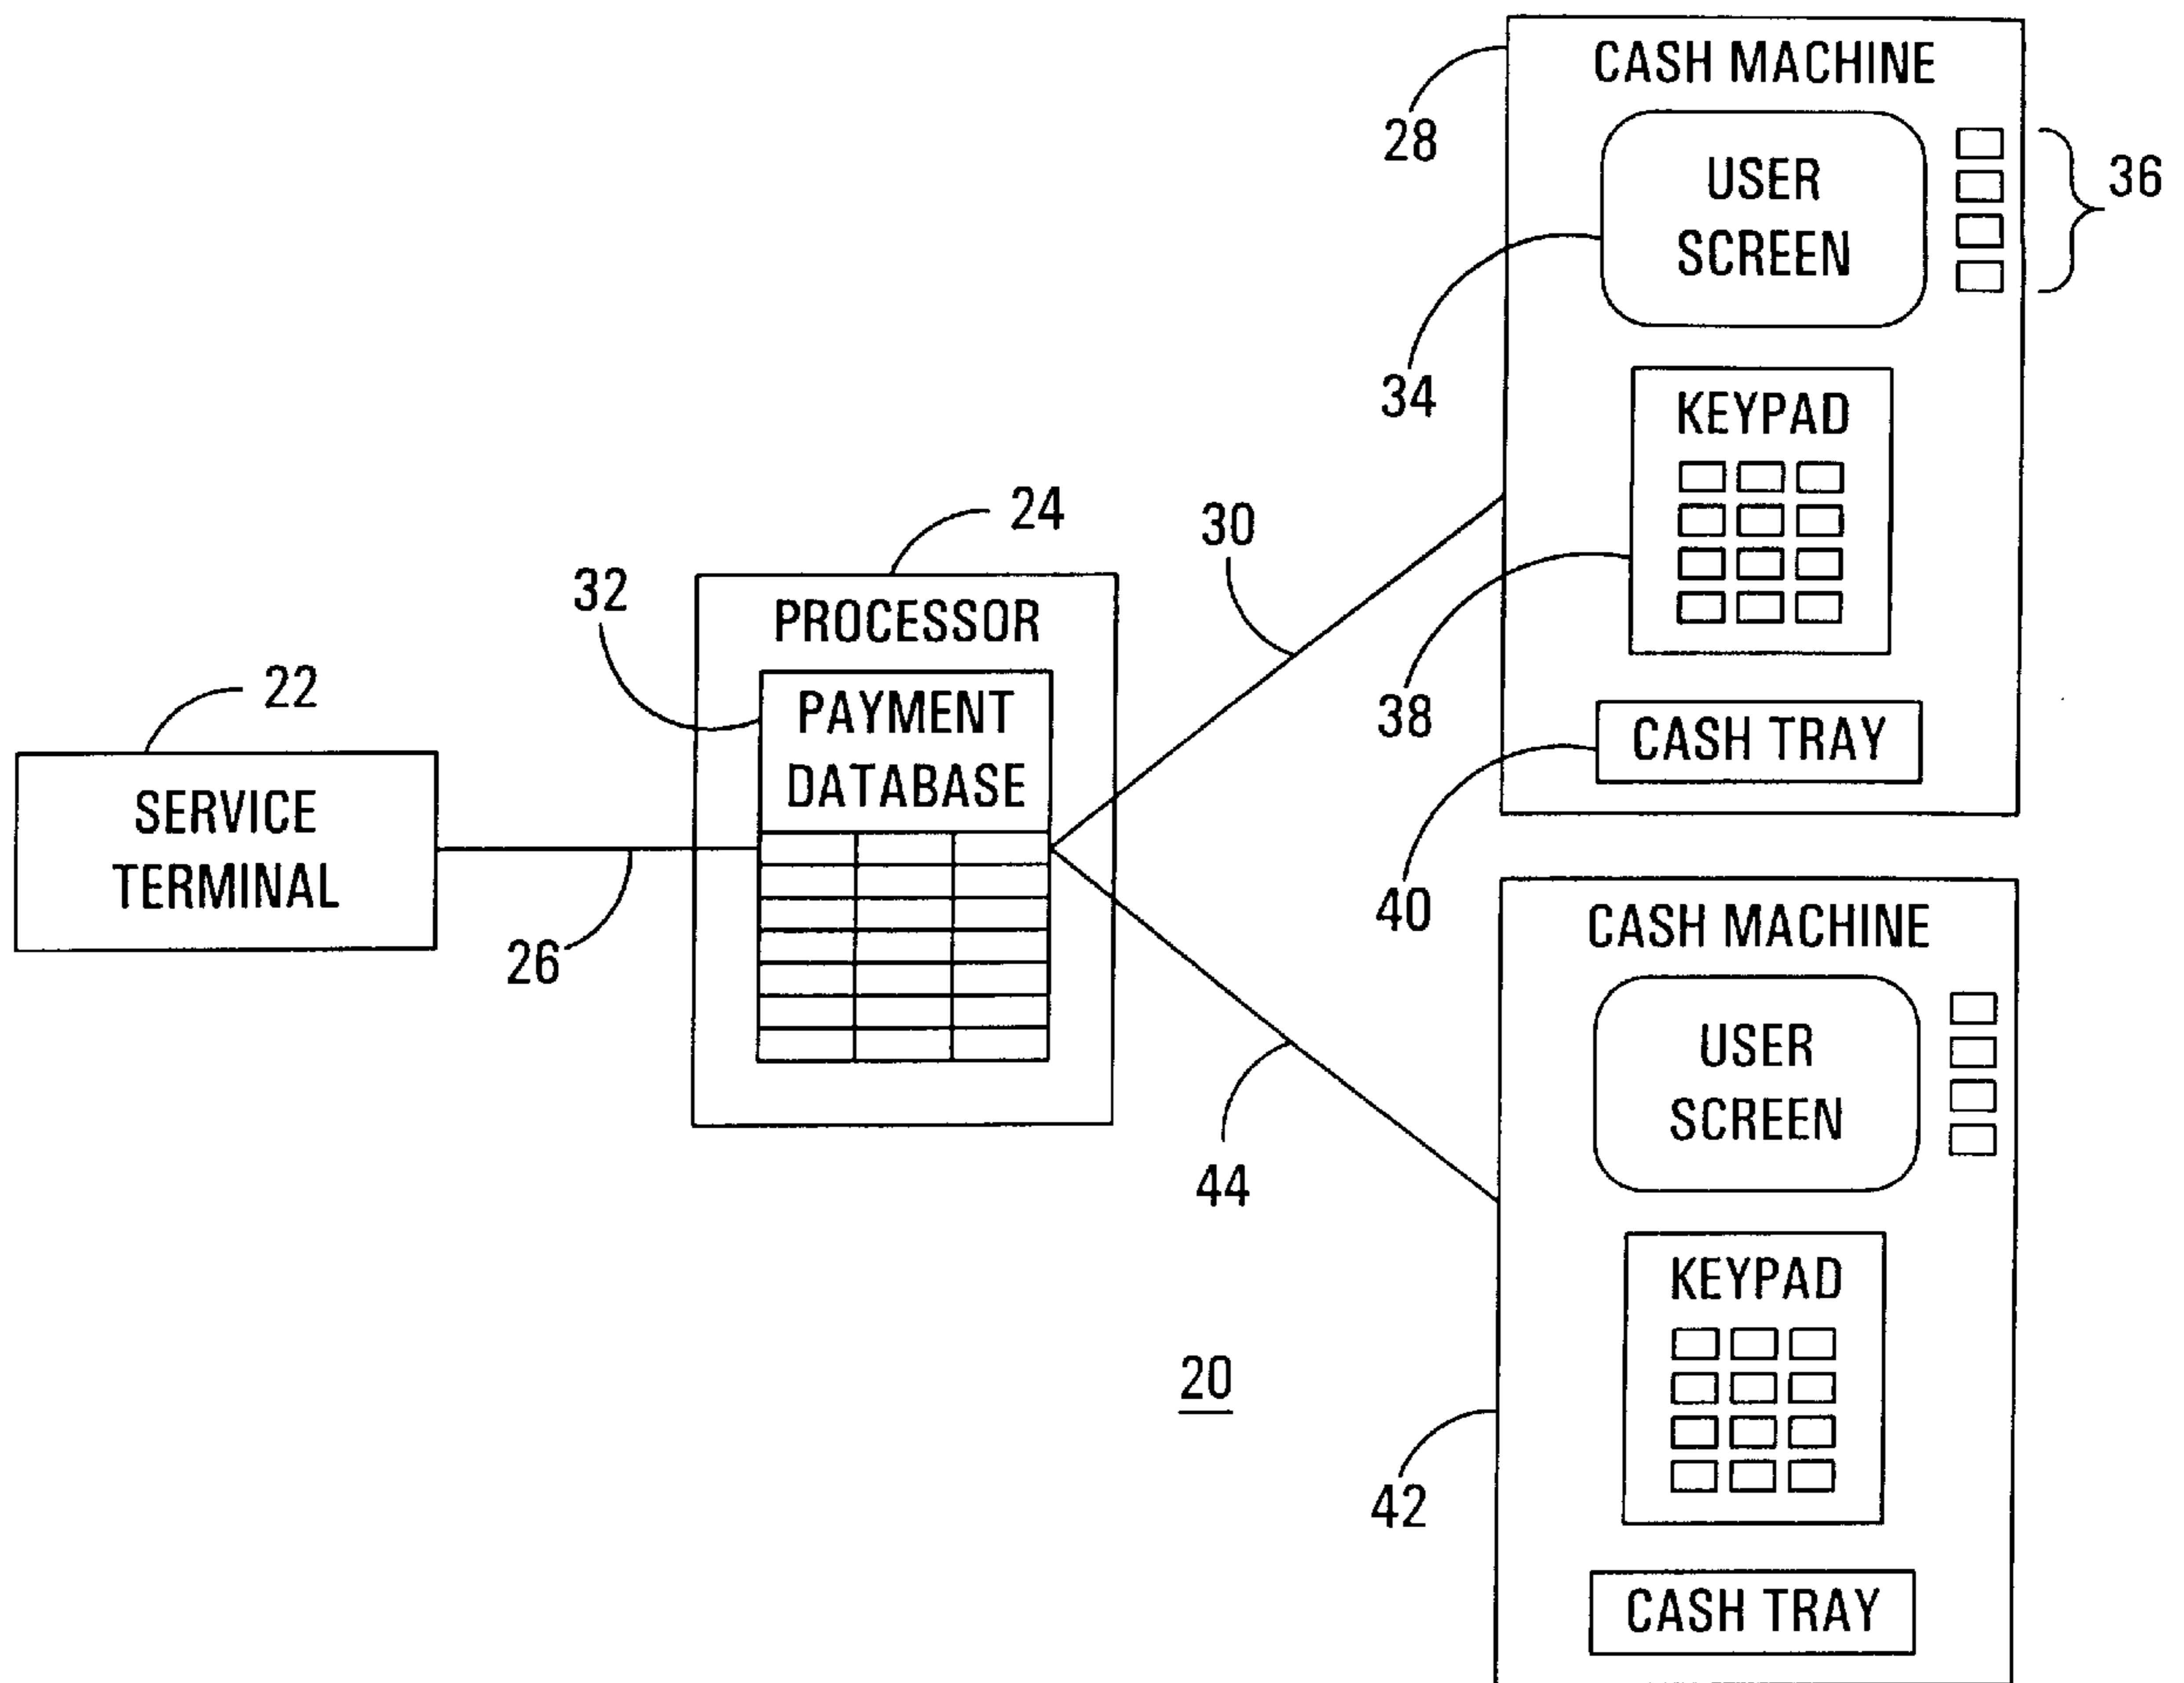 CASH MACHINE
28
USER
SCREEN
36
34
KEYPAD
38
CASH TRAY
40
24
30
32
PROCESSOR
PAYMENT
DATABASE
22
SERVICE
TERMINAL
26
44
20
CASH MACHINE
USER
SCREEN
KEYPAD
42
CASH TRAY